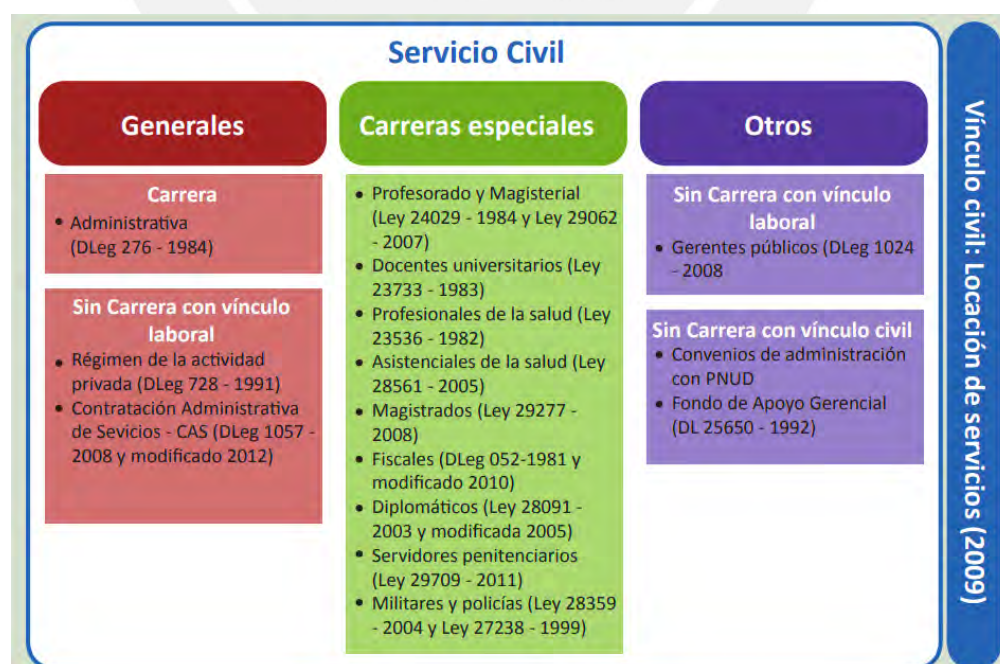 Servicio Civil
Generales
Carrera
• Administrativa
(DLeg 276 - 1984)
Sin Carrera con vínculo
laboral
• Régimen de la actividad
privada (DLeg 728 - 1991)
• Contratación Administrativa
de Sevicios - CAS (DLeg 1057 -
2008 y modificado 2012)
Carreras especiales
• Profesorado y Magisterial
(Ley 24029 - 1984 y Ley 29062
- 2007)
• Docentes universitarios (Ley
23733 - 1983)
• Profesionales de la salud (Ley
23536 - 1982)
• Asistenciales de la salud (Ley
28561 - 2005)
• Magistrados (Ley 29277 -
2008)
• Fiscales (DLeg 052-1981 y
modificado 2010)
• Diplomáticos (Ley 28091 -
2003 y modificada 2005)
• Servidores penitenciarios
(Ley 29709 - 2011)
• Militares y policías (Ley 28359
- 2004 y Ley 27238 - 1999)
Otros
Sin Carrera con vínculo
laboral
• Gerentes públicos (DLeg 1024
- 2008
Sin Carrera con vínculo civil
• Convenios de administración
con PNUD
• Fondo de Apoyo Gerencial
(DL 25650 - 1992)
Vínculo civil: Locación de servicios (2009)